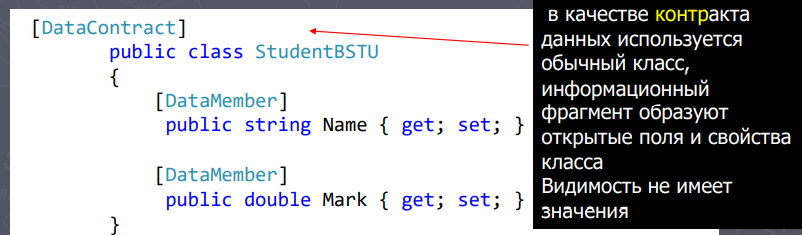 [DataContract]
public class StudentBSTU
{
[DataMember]
public string Name { get; set; }
[DataMember]
public double Mark { get; set; }
}
в качестве контракта
данных используется
обычный класс,
информационный
фрагмент образуют
открытые поля и свойства
класса
Видимость не имеет
значения